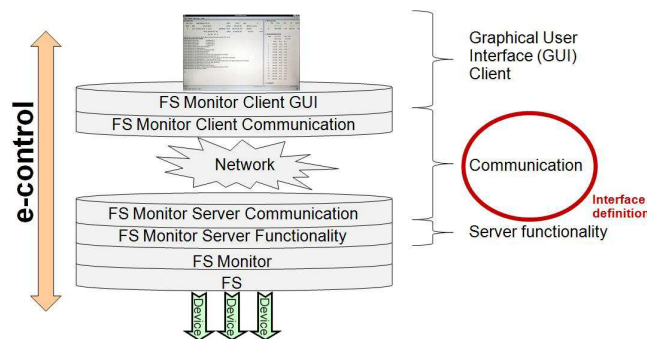 e-control
FS Monitor Client GUI
FS Monitor Client Communication
Network
FS Monitor Server Communication
FS Monitor Server Functionality
FS Monitor
FS
Device
Device
Device
Graphical User
Interface (GUI)
Client
Communication
Interface
definition
Server functionality